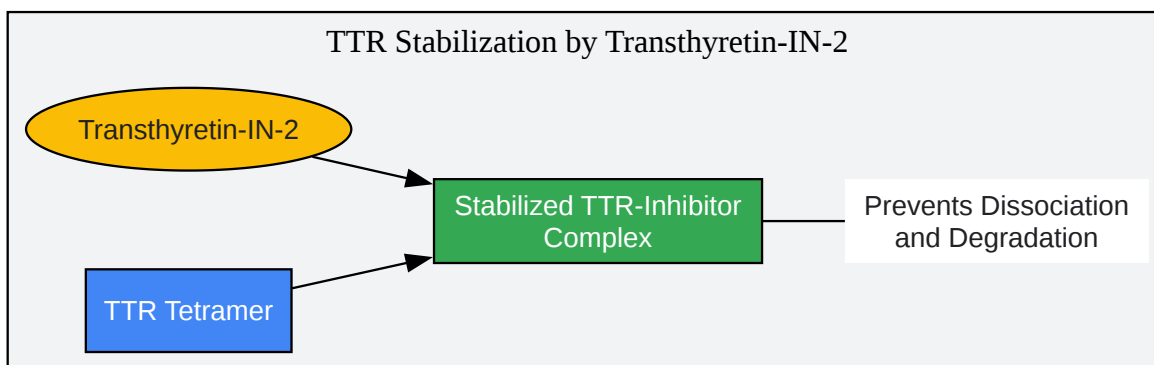 TTR Stabilization by Transthyretin-IN-2
Transthyretin-IN-2
Stabilized TTR-Inhibitor
Complex
Prevents Dissociation
and Degradation
TTR Tetramer